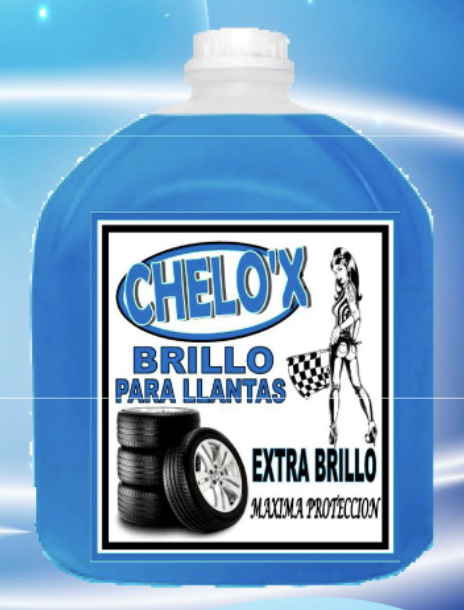 CHELO'X
BRILLO
PARA LLANTAS
EXTRA BRILLO
MAXIMA PROTECCION